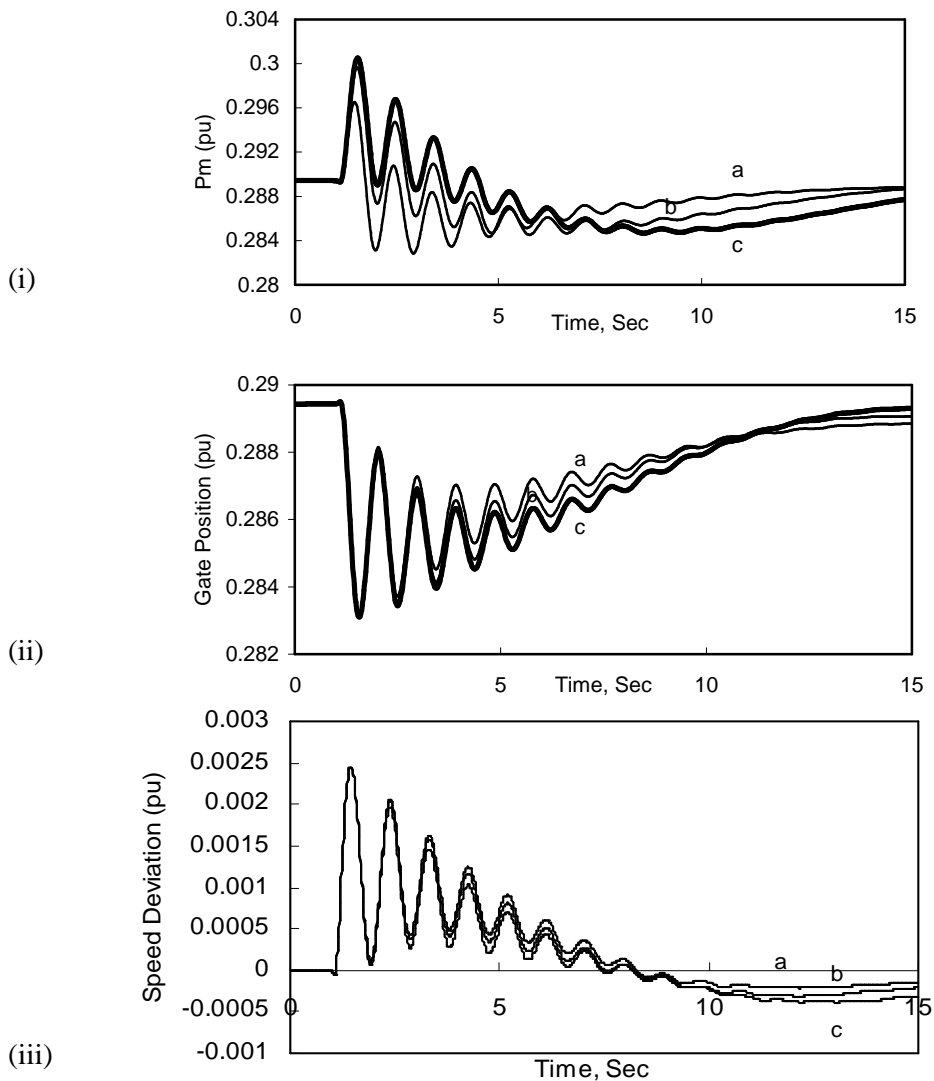 0.304
0.3
0.296
0.292
0.288
0.284
0.28
Pm (pu)
a
b
c
0 5 10 15
Time, Sec
(i)
0.29
0.288
0.286
0.284
0.282
Gate Position (pu)
a
b
c
0 5 10 15
Time, Sec
(ii)
0.003
0.0025
0.002
0.0015
0.001
0.0005
0
-0.0005
-0.001
Speed Deviation (pu)
a
b
c
0 5 10 15
Time, Sec
(iii)